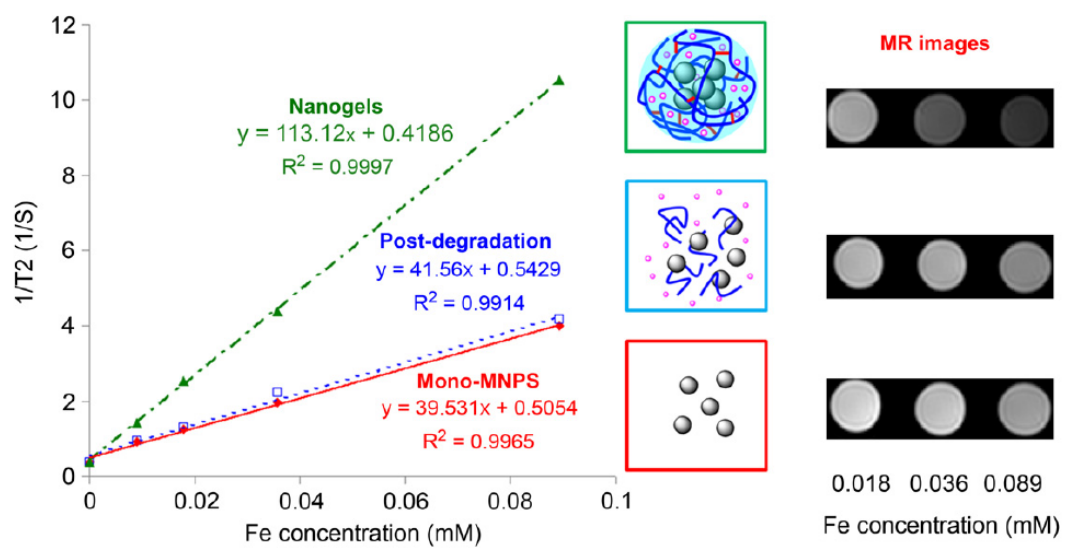 12
10
8
6
4
2
0
1/T2 (1/S)
Nanogels
y = 113.12x + 0.4186
R² = 0.9997
Post-degradation
y = 41.56x + 0.5429
R² = 0.9914
Mono-MNPS
y = 39.531x + 0.5054
R² = 0.9965
0 0.02 0.04 0.06 0.08 0.1
Fe concentration (mM)
MR images
0.018 0.036 0.089
Fe concentration (mM)